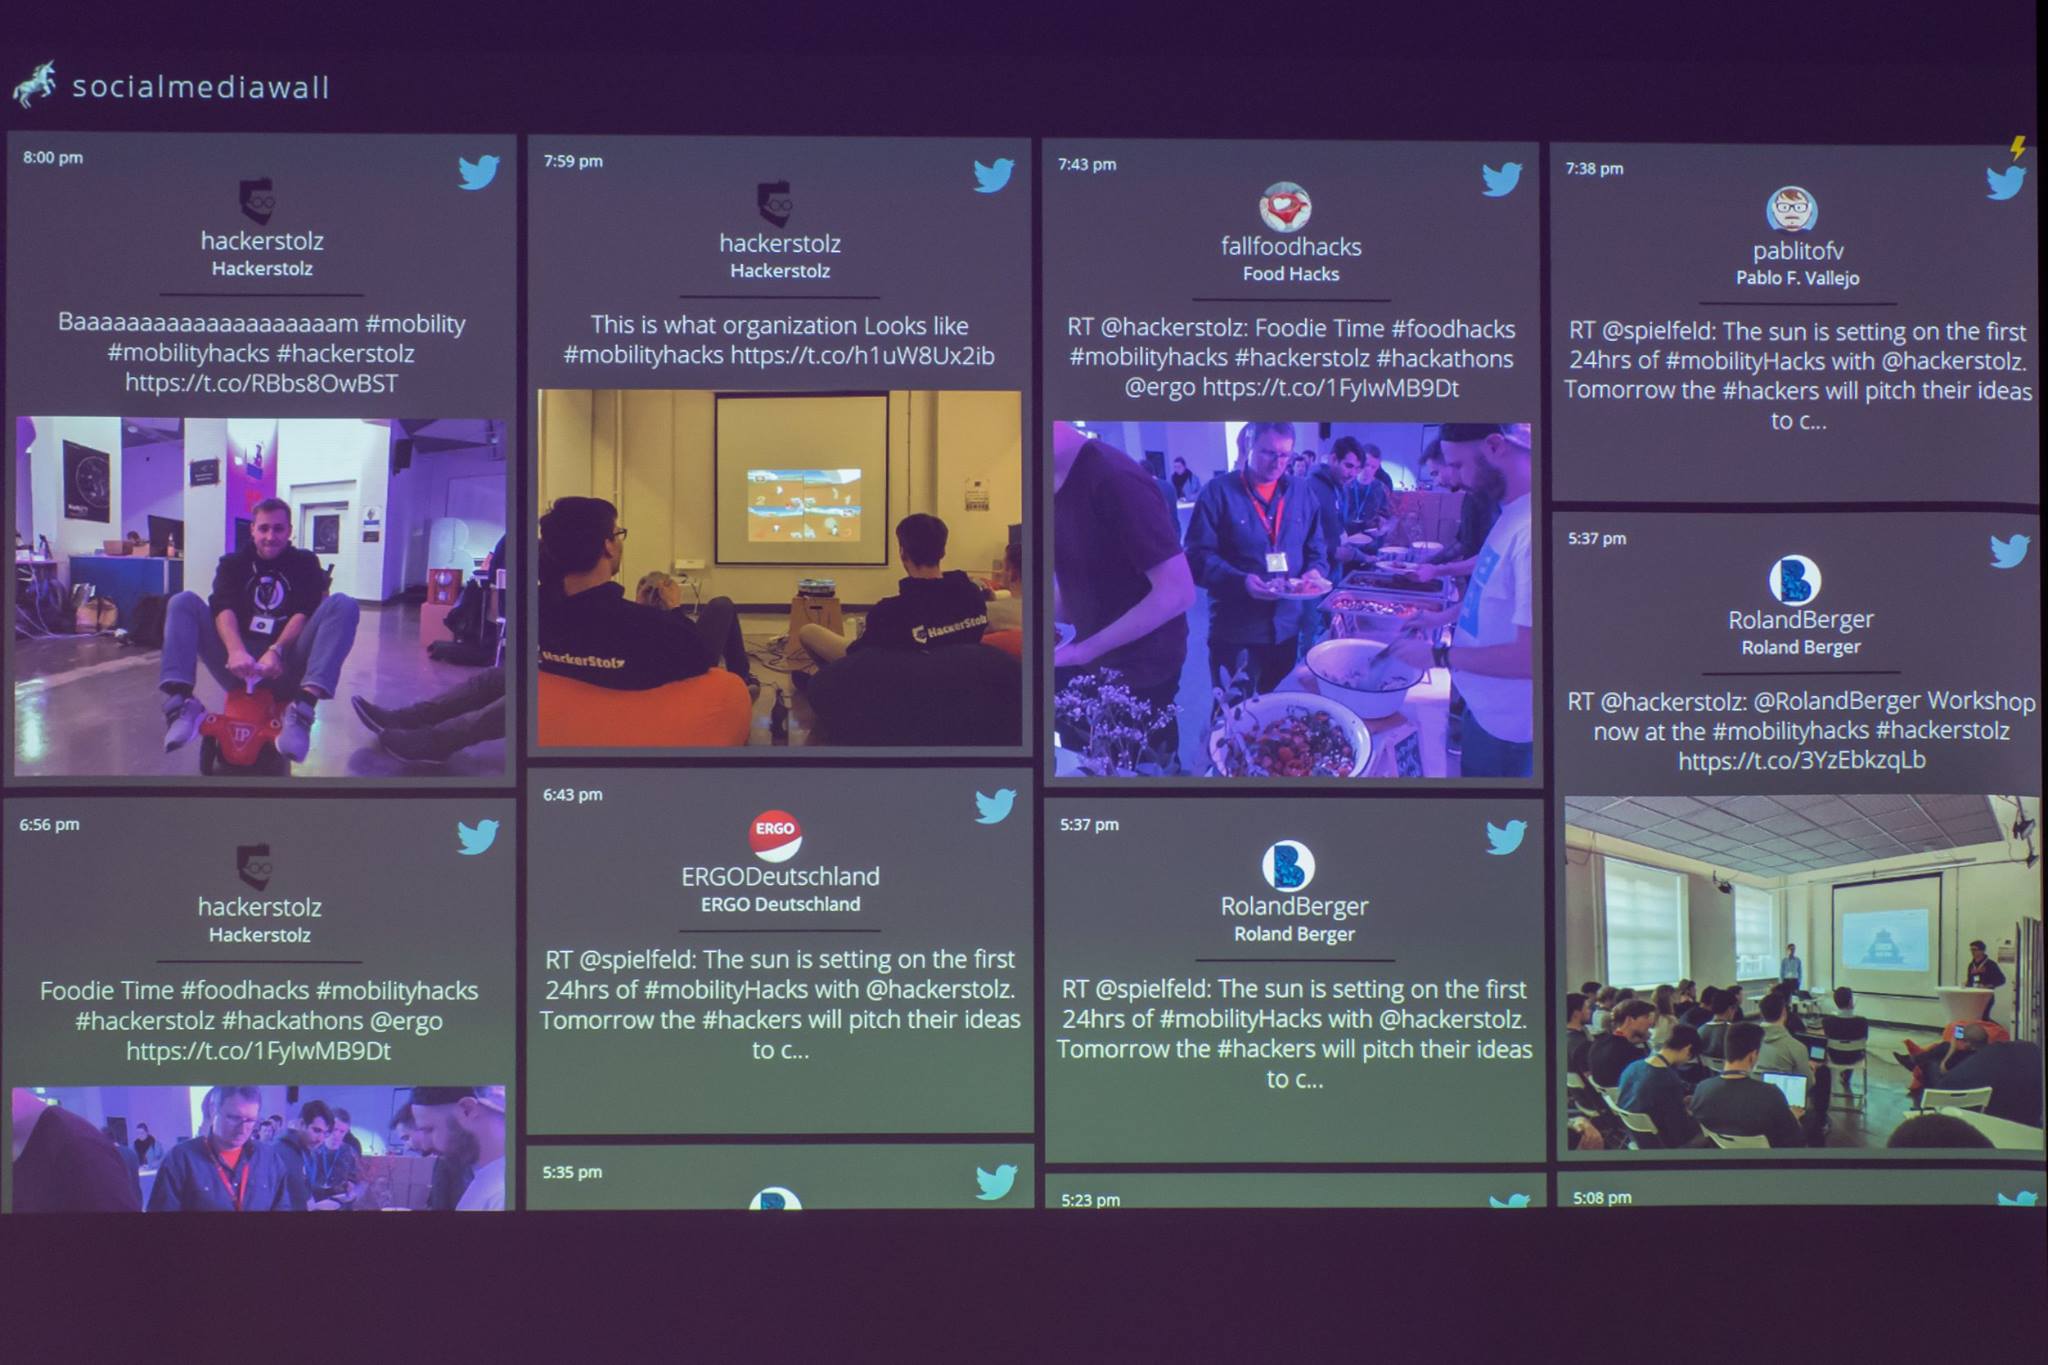 socialmediawall
8:00 pm
hackerstolz
Hackerstolz
Baaaaaaaaaaaaaaaaaaaam #mobility
#mobilityhacks #hackerstolz
https://t.co/RBbs8OwBST
IP
6:56 pm
hackerstolz
Hackerstolz
Foodie Time #foodhacks #mobilityhacks
#hackerstolz #hackathons @ergo
https://t.co/1FyIwMB9Dt
7:59 pm
hackerstolz
Hackerstolz
This is what organization Looks like
#mobilityhacks https://t.co/h1uW8Ux2ib
HackerStolz
HackerStolz
6:43 pm
ERGO
ERGODeutschland
ERGO Deutschland
RT @spielfeld: The sun is setting on the first
24hrs of #mobilityHacks with @hackerstolz.
Tomorrow the #hackers will pitch their ideas
to c...
5:35 pm
7:43 pm
fallfoodhacks
Food Hacks
RT @hackerstolz: Foodie Time #foodhacks
#mobilityhacks #hackerstolz #hackathons
@ergo https://t.co/1FyIwMB9Dt
5:37 pm
B
RolandBerger
Roland Berger
RT @spielfeld: The sun is setting on the first
24hrs of #mobilityHacks with @hackerstolz.
Tomorrow the #hackers will pitch their ideas
to c...
5:23 pm
7:38 pm
pablitofv
Pablo F. Vallejo
RT @spielfeld: The sun is setting on the first
24hrs of #mobilityHacks with @hackerstolz.
Tomorrow the #hackers will pitch their ideas
to c...
5:37 pm
B
RolandBerger
Roland Berger
RT @hackerstolz: @RolandBerger Workshop
now at the #mobilityhacks #hackerstolz
https://t.co/3YzEbkzqLb
5:08 pm